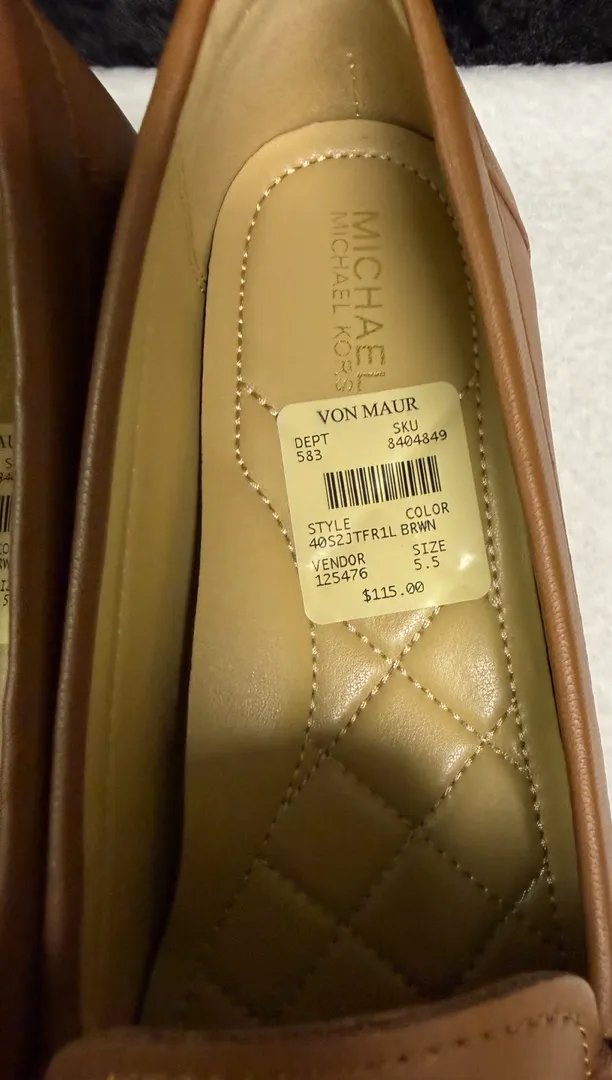 MICHAEL
MICHAEL KORS
VON MAUR
DEPT SKU
583 8404849
STYLE COLOR
40S2JTFR1L BRWN
VENDOR SIZE
125476 5.5
$115.00